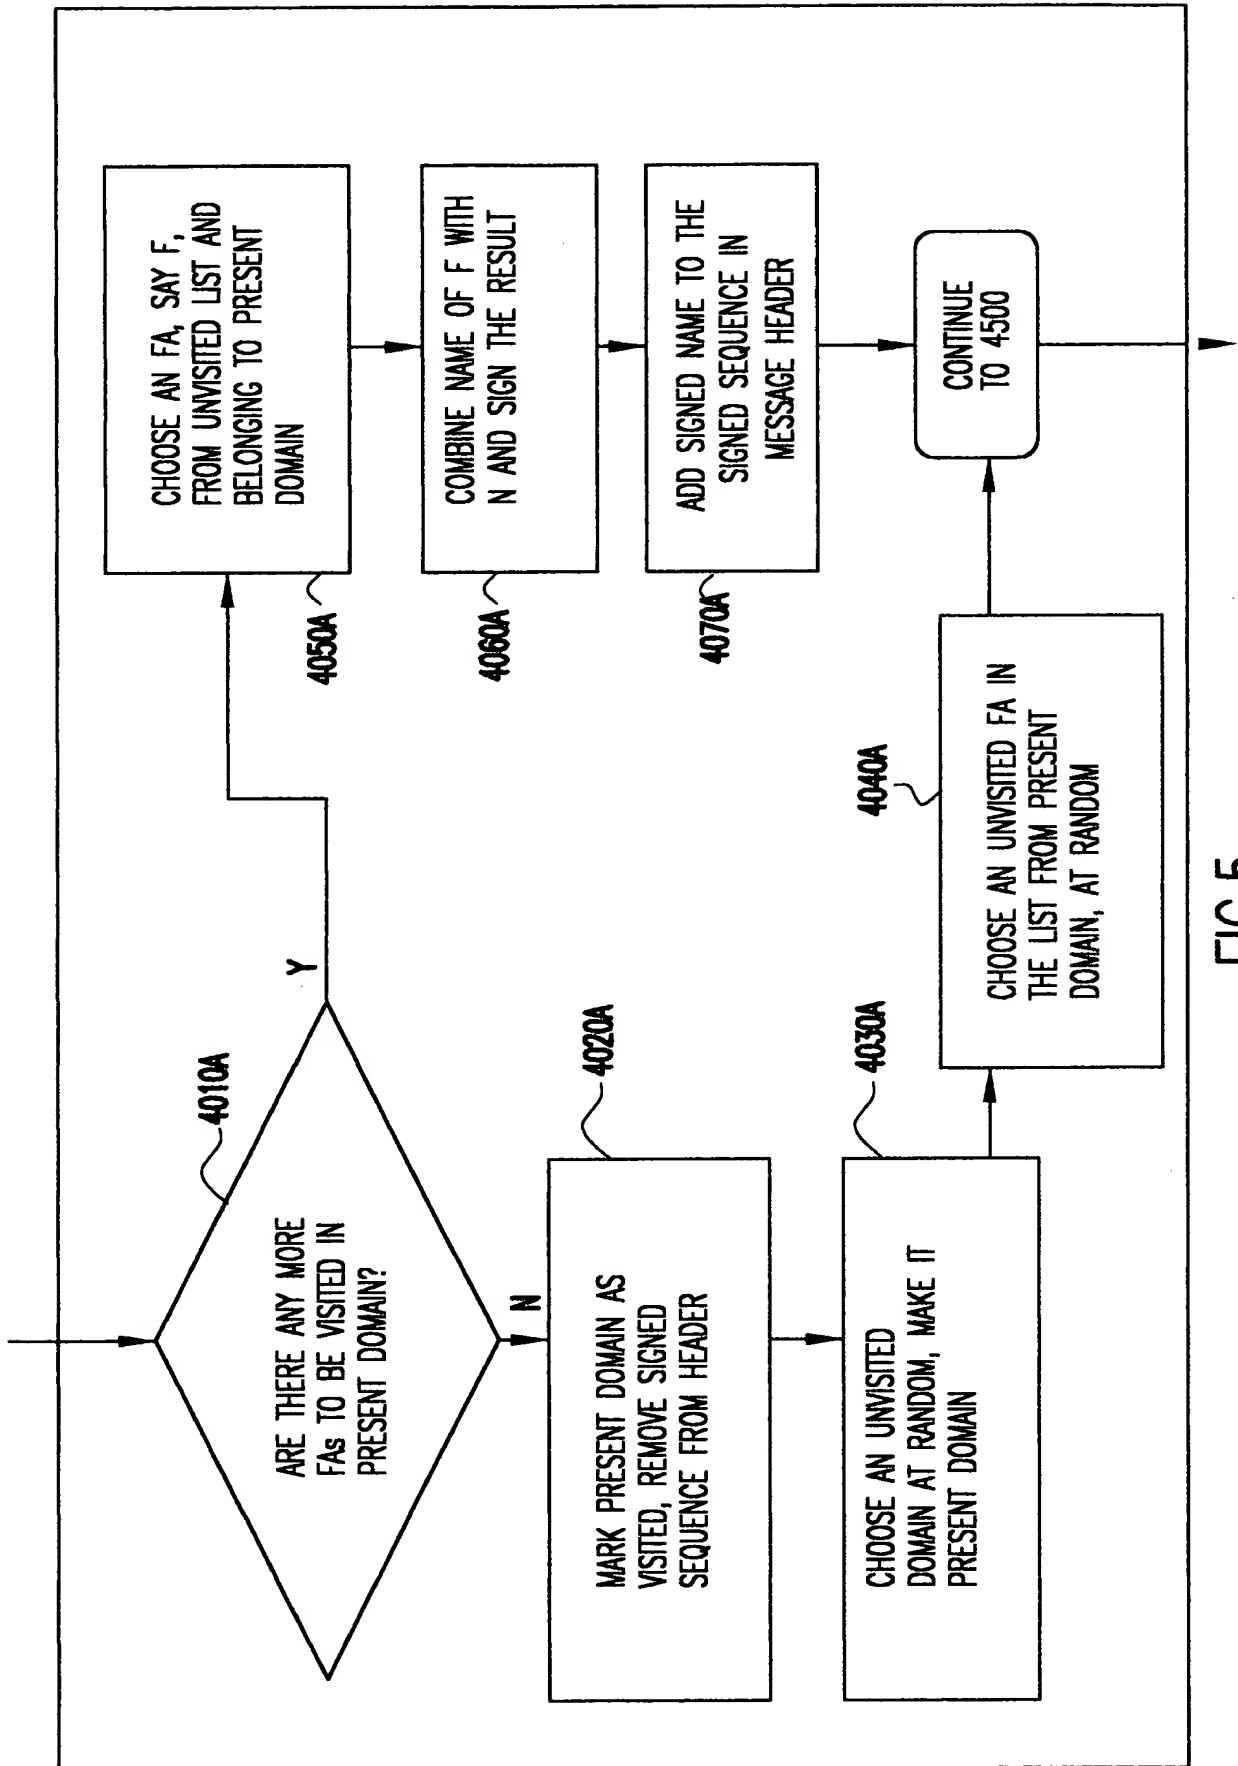 4010A
ARE THERE ANY MORE
FAs TO BE VISITED IN
PRESENT DOMAIN?
Y
N
4020A
MARK PRESENT DOMAIN AS
VISITED, REMOVE SIGNED
SEQUENCE FROM HEADER
4030A
CHOOSE AN UNVISITED
DOMAIN AT RANDOM, MAKE IT
PRESENT DOMAIN
4040A
CHOOSE AN UNVISITED FA IN
THE LIST FROM PRESENT
DOMAIN, AT RANDOM
CHOOSE AN FA, SAY F,
FROM UNVISITED LIST AND
BELONGING TO PRESENT
DOMAIN
4050A
COMBINE NAME OF F WITH
N AND SIGN THE RESULT
4060A
ADD SIGNED NAME TO THE
SIGNED SEQUENCE IN
MESSAGE HEADER
4070A
CONTINUE
TO 4500
FIG.5